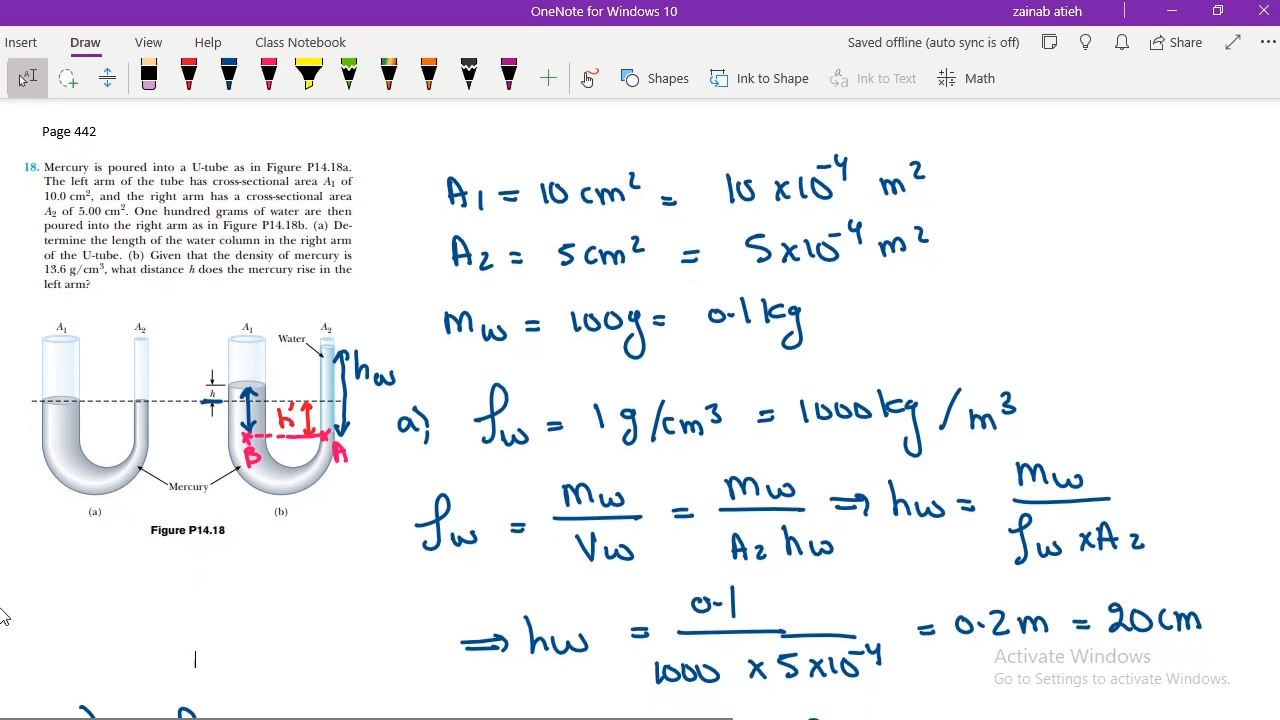 OneNote for Windows 10
zainab atieh
Insert Draw View Help Class Notebook
Saved offline (auto sync is off)
Share
Shapes
Ink to Shape
Ink to Text
Math
Page 442
18. Mercury is poured into a U-tube as in Figure P14.18a.
The left arm of the tube has cross-sectional area A₁ of
10.0 cm², and the right arm has a cross-sectional area
A₂ of 5.00 cm². One hundred grams of water are then
poured into the right arm as in Figure P14.18b. (a) De-
termine the length of the water column in the right arm
of the U-tube. (b) Given that the density of mercury is
13.6 g/cm³, what distance h does the mercury rise in the
left arm?
A₁ A₂ A₁ A₂
Water
h
hw
h'
B A
Mercury
(a) (b)
Figure P14.18
A1 = 10 cm² = 10 x10⁻⁴ m²
A2 = 5 cm² = 5x10⁻⁴ m²
mw = 100g = 0.1 kg
a) ρw = 1 g/cm³ = 1000 kg/m³
ρw = mw/Vw = mw/A2 hw ⟹ hw = mw/ρw xA2
⟹ hw = 0.1/1000 x 5x10⁻⁴ = 0.2m = 20cm
Activate Windows
Go to Settings to activate Windows.